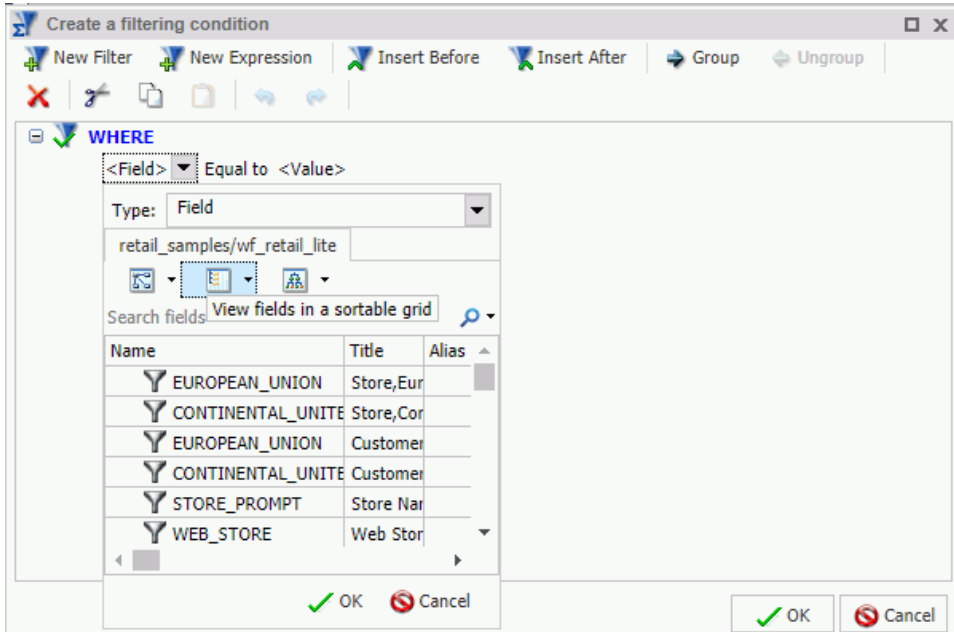 Create a filtering condition
New Filter New Expression Insert Before Insert After Group Ungroup
WHERE
<Field> Equal to <Value>
Type: Field
retail_samples/wf_retail_lite
View fields in a sortable grid
Search fields
Name Title Alias
EUROPEAN_UNION Store,Eur
CONTINENTAL_UNITE Store,Cor
EUROPEAN_UNION Customer
CONTINENTAL_UNITE Customer
STORE_PROMPT Store Nar
WEB_STORE Web Stor
OK Cancel
OK Cancel